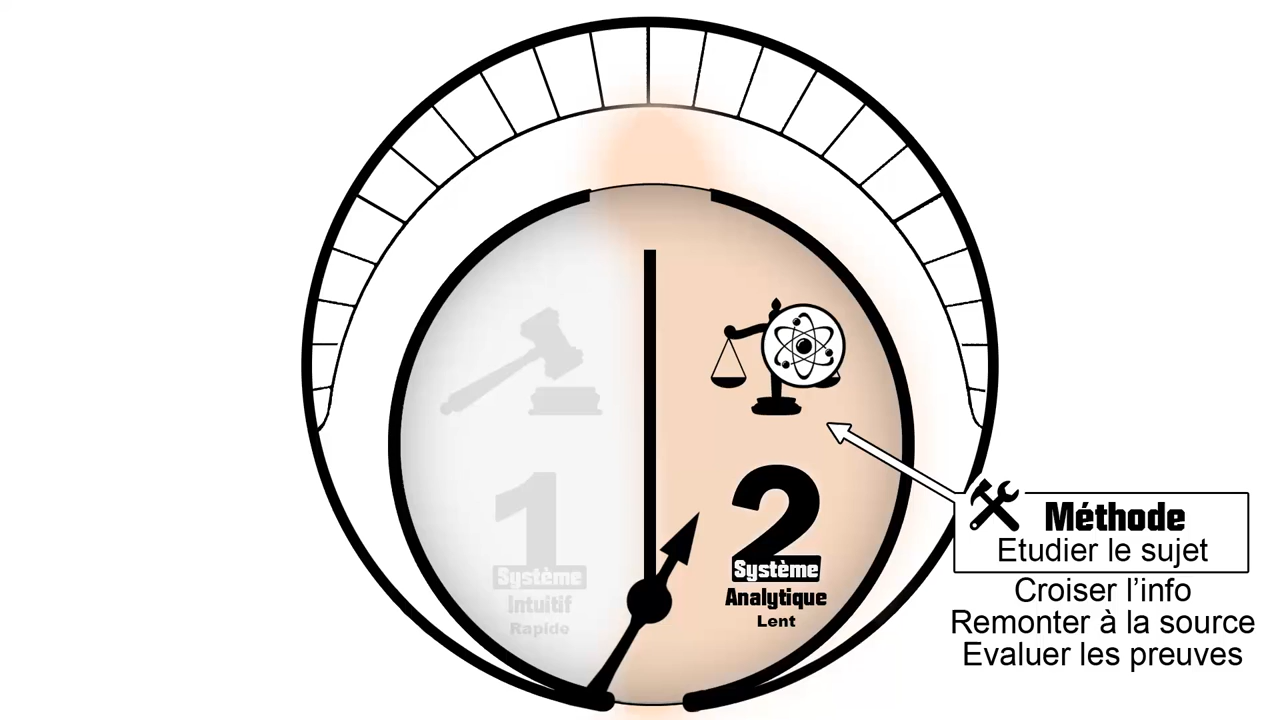 1
Système
Intuitif
Rapide
2
Système
Analytique
Lent
Méthode
Etudier le sujet
Croiser l’info
Remonter à la source
Evaluer les preuves